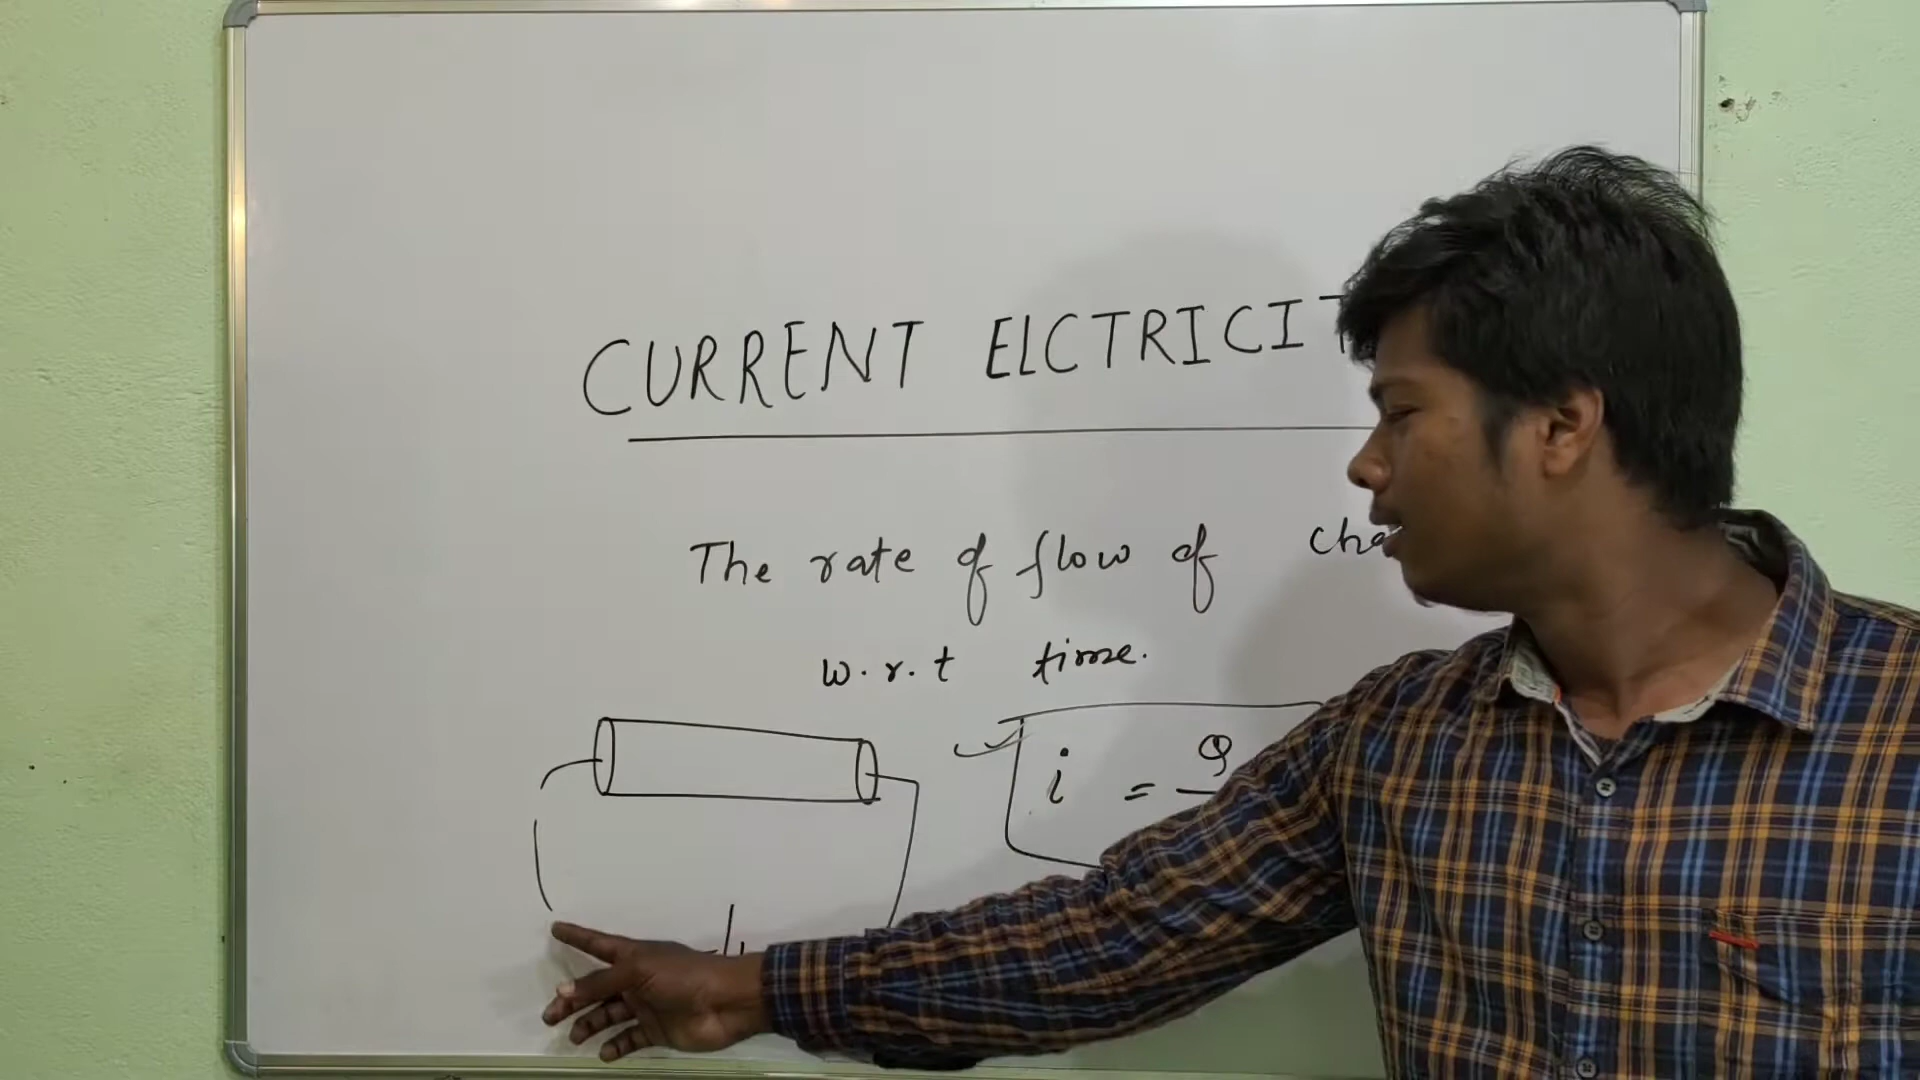 CURRENT ELCTRICIT
The rate of flow of cha
w.r.t time.
i = Q